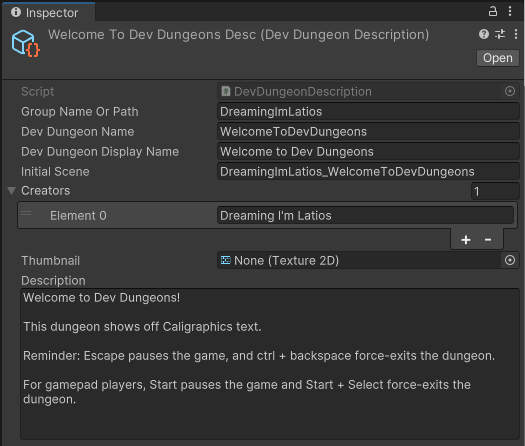 Inspector
Welcome To Dev Dungeons Desc (Dev Dungeon Description)
Open
Script DevDungeonDescription
Group Name Or Path DreamingImLatios
Dev Dungeon Name WelcomeToDevDungeons
Dev Dungeon Display Name Welcome to Dev Dungeons
Initial Scene DreamingImLatios_WelcomeToDevDungeons
Creators 1
Element 0 Dreaming I'm Latios
+ -
Thumbnail None (Texture 2D)
Description
Welcome to Dev Dungeons!
This dungeon shows off Caligraphics text.
Reminder: Escape pauses the game, and ctrl + backspace force-exits the dungeon.
For gamepad players, Start pauses the game and Start + Select force-exits the
dungeon.